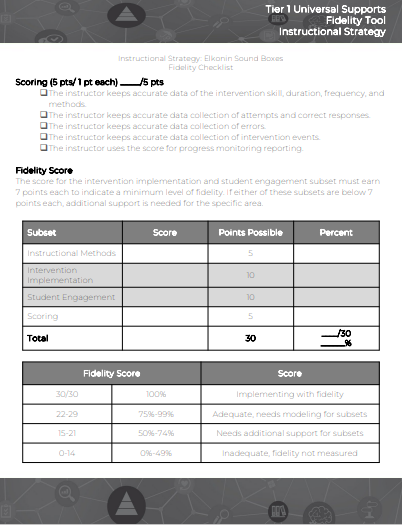 Tier 1 Universal Supports
Fidelity Tool
Instructional Strategy
Instructional Strategy: Elkonin Sound Boxes
Fidelity Checklist
Scoring (5 pts/ 1 pt each) _____/5 pts
❑The instructor keeps accurate data of the intervention skill, duration, frequency, and
methods.
❑The instructor keeps accurate data collection of attempts and correct responses.
❑The instructor keeps accurate data collection of errors.
❑The instructor keeps accurate data collection of intervention events.
❑The instructor uses the score for progress monitoring reporting.
Fidelity Score
The score for the intervention implementation and student engagement subset must earn
7 points each to indicate a minimum level of fidelity. If either of these subsets are below 7
points each, additional support is needed for the specific area.
Subset Score Points Possible Percent
Instructional Methods 5
Intervention
Implementation 10
Student Engagement 10
Scoring 5
Total 30 ____/30
______%
Fidelity Score Score
30/30 100% Implementing with fidelity
22-29 75%-99% Adequate, needs modeling for subsets
15-21 50%-74% Needs additional support for subsets
0-14 0%-49% Inadequate, fidelity not measured